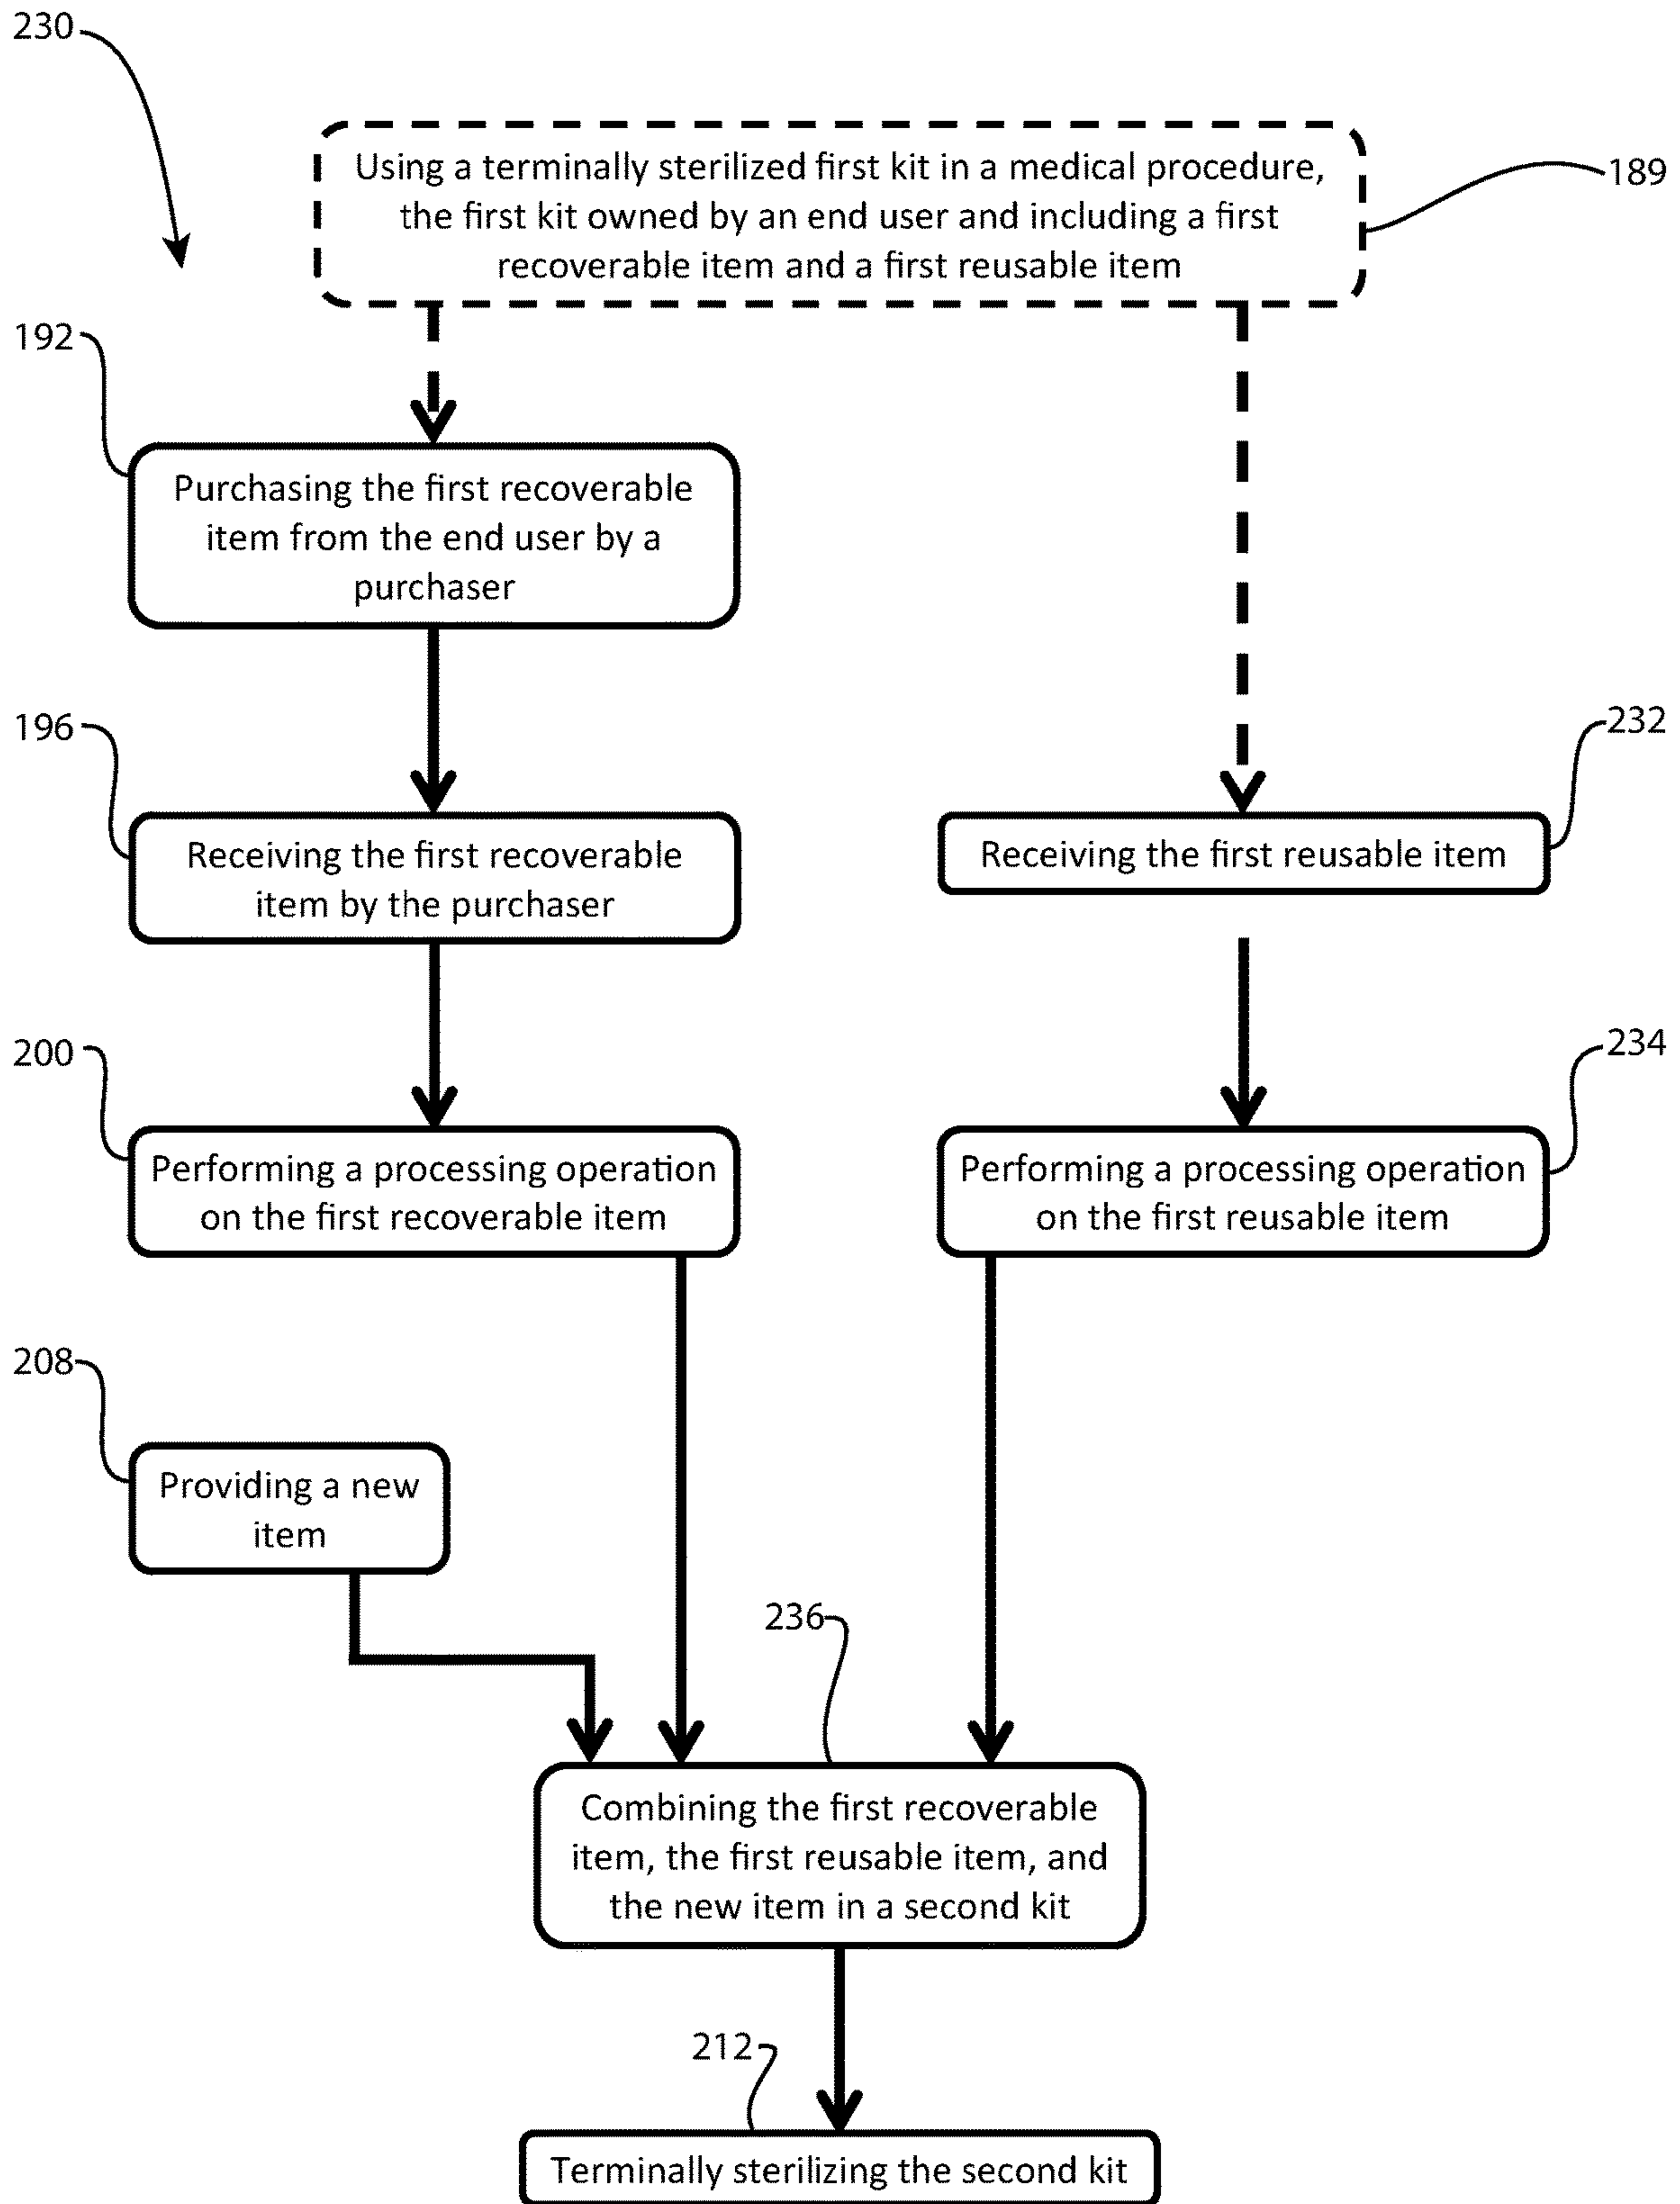 230
Using a terminally sterilized first kit in a medical procedure,
the first kit owned by an end user and including a first
recoverable item and a first reusable item
189
192
Purchasing the first recoverable
item from the end user by a
purchaser
196
Receiving the first recoverable
item by the purchaser
232
Receiving the first reusable item
200
Performing a processing operation
on the first recoverable item
234
Performing a processing operation
on the first reusable item
208
Providing a new
item
236
Combining the first recoverable
item, the first reusable item, and
the new item in a second kit
212
Terminally sterilizing the second kit